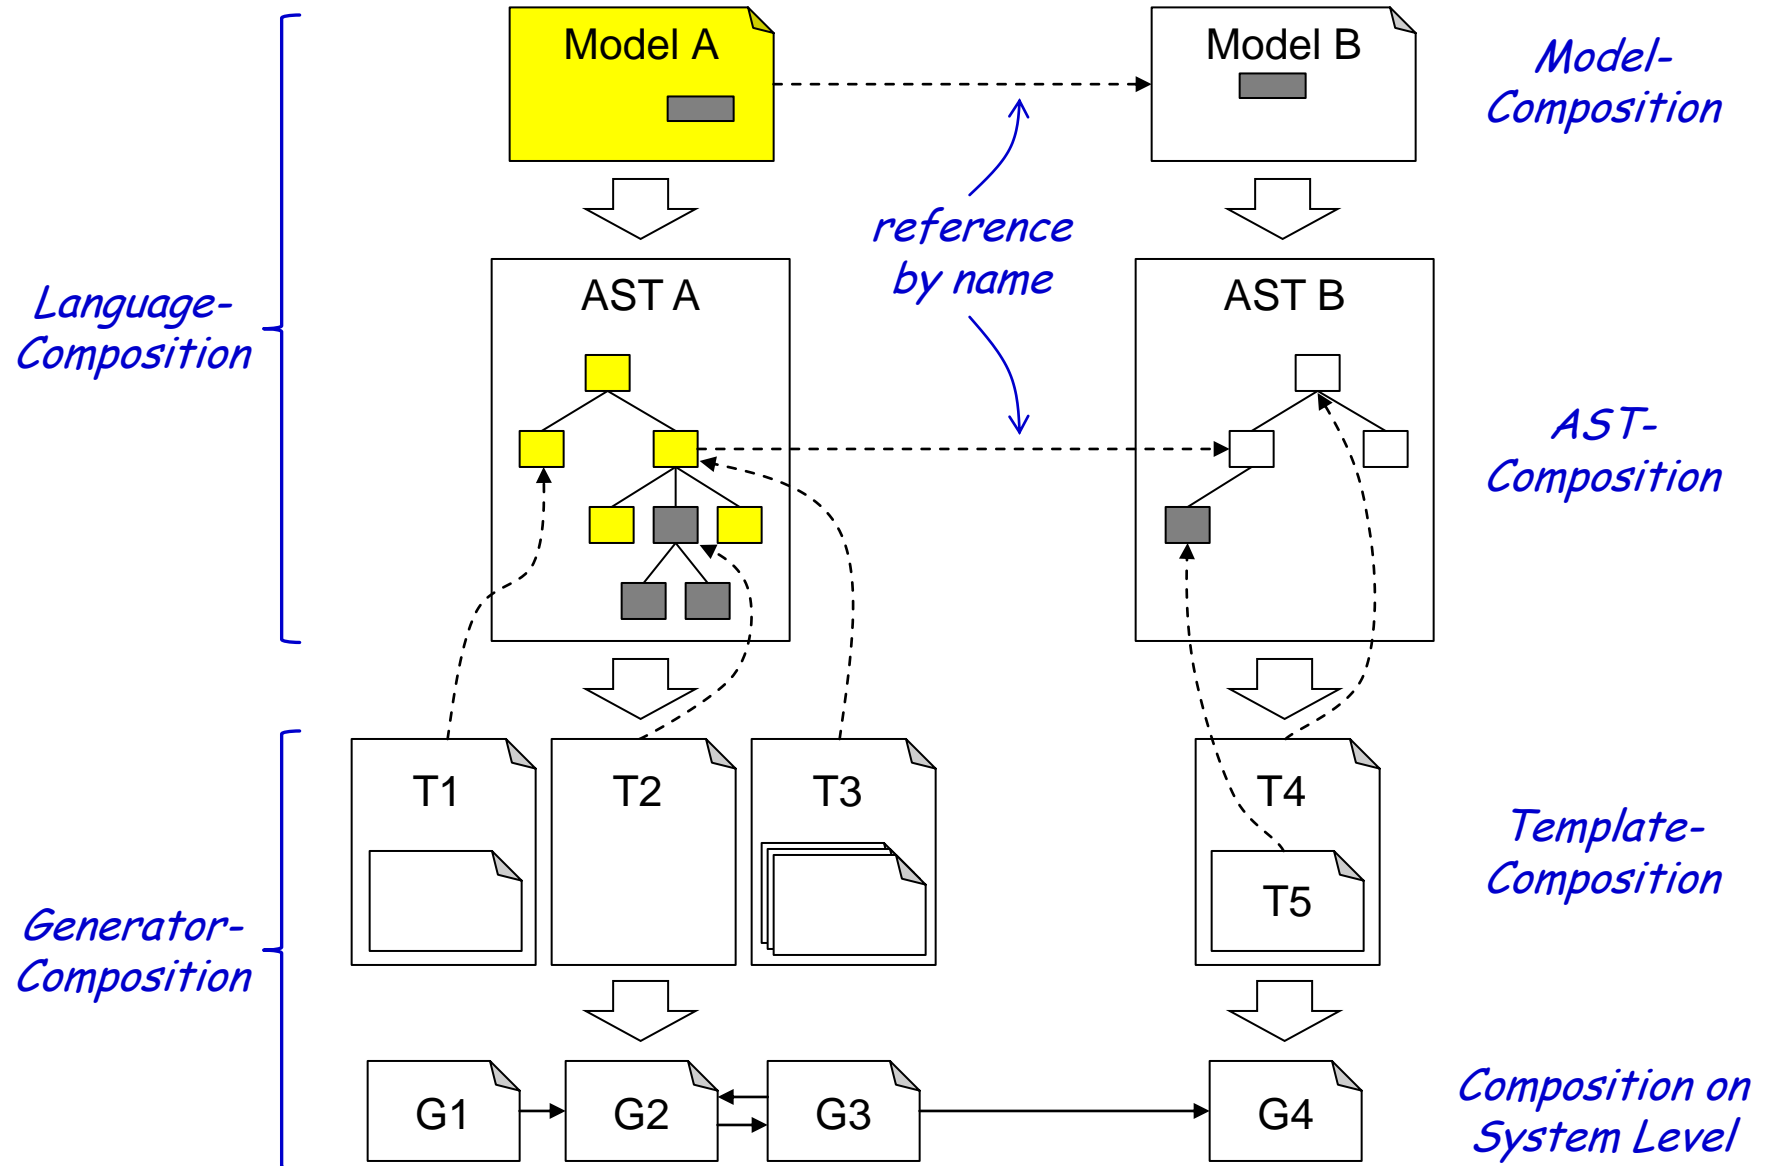 Model A
Model B
Model-
Composition
reference
by name
Language-
Composition
AST A
AST B
AST-
Composition
T1
T2
T3
T4
T5
Template-
Composition
Generator-
Composition
G1
G2
G3
G4
Composition on
System Level